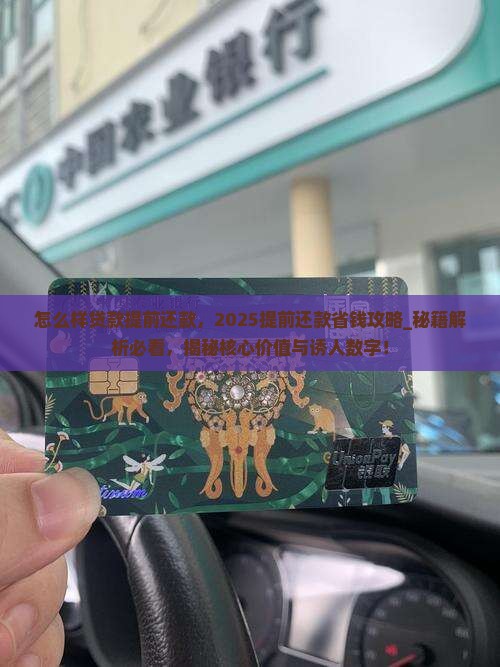 中国农业银行
怎么样贷款提前还款，2025提前还款省钱攻略_秘籍解
析必看，揭秘核心价值与诱人数字！
UnionPay
银联